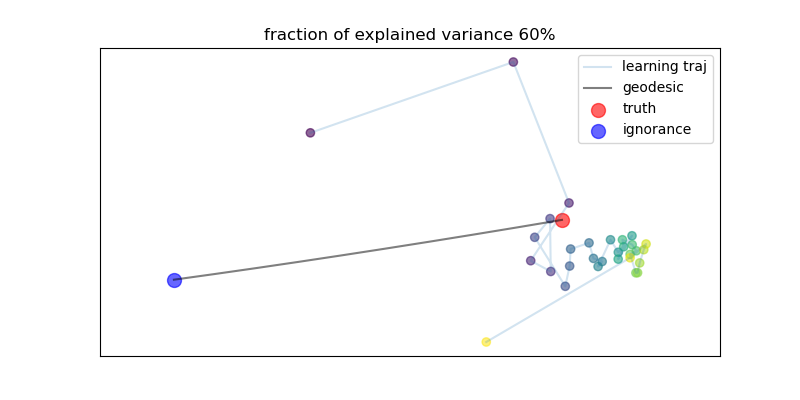 fraction of explained variance 60%
learning traj
geodesic
truth
ignorance